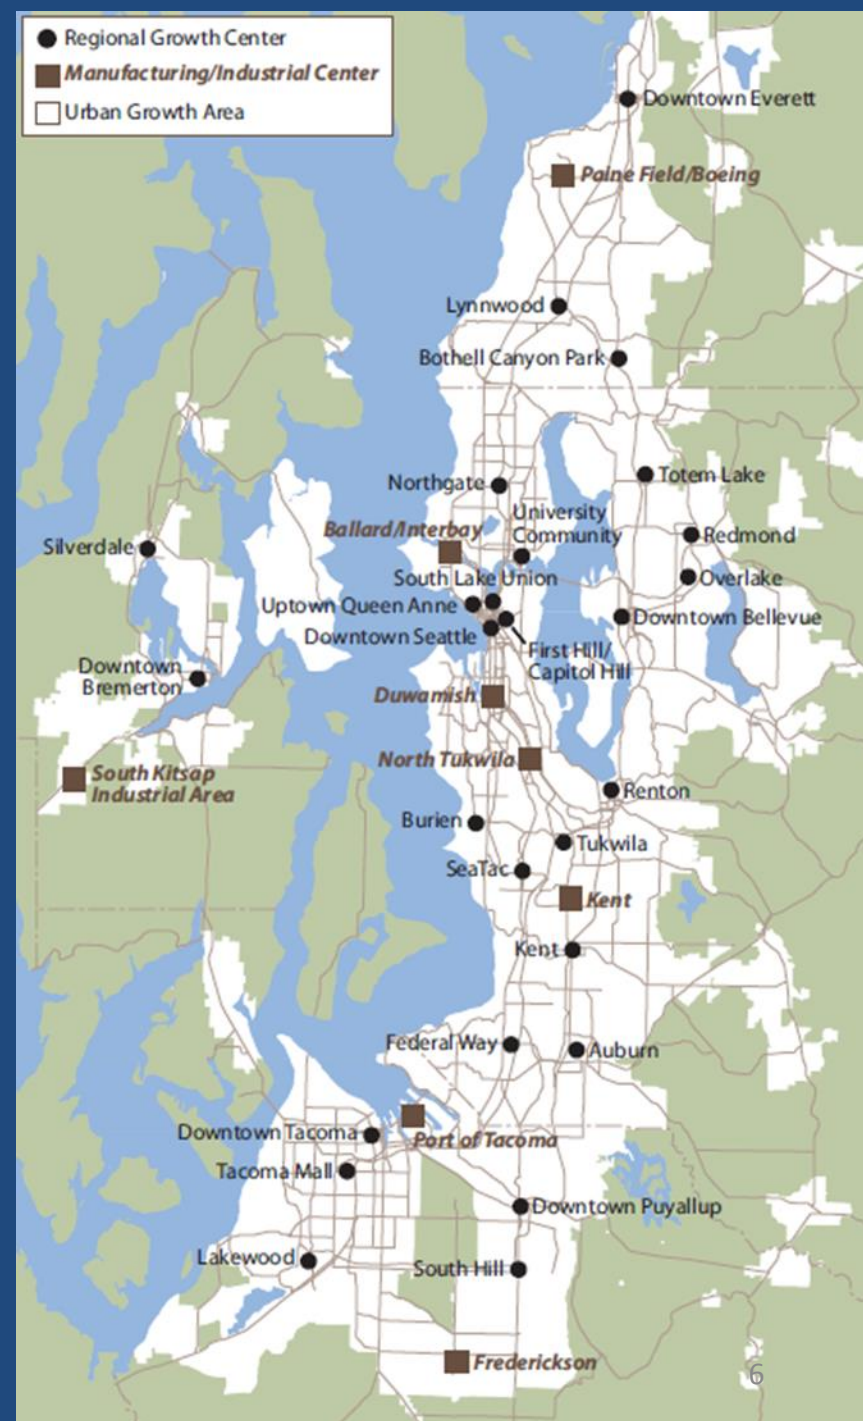 Regional Growth Center
Manufacturing/Industrial Center
Urban Growth Area
Downtown Everett
Paine Field/Boeing
Lynnwood
Bothell Canyon Park
Totem Lake
Northgate
University
Community
Ballard/Interbay
Redmond
Silverdale
South Lake Union
Overlake
Uptown Queen Anne
Downtown Bellevue
Downtown Seattle
First Hill/
Capitol Hill
Downtown
Bremerton
Duwamish
North Tukwila
South Kitsap
Industrial Area
Renton
Burien
Tukwila
SeaTac
Kent
Kent
Federal Way
Auburn
Downtown Tacoma
Port of Tacoma
Tacoma Mall
Downtown Puyallup
Lakewood
South Hill
Frederickson
6